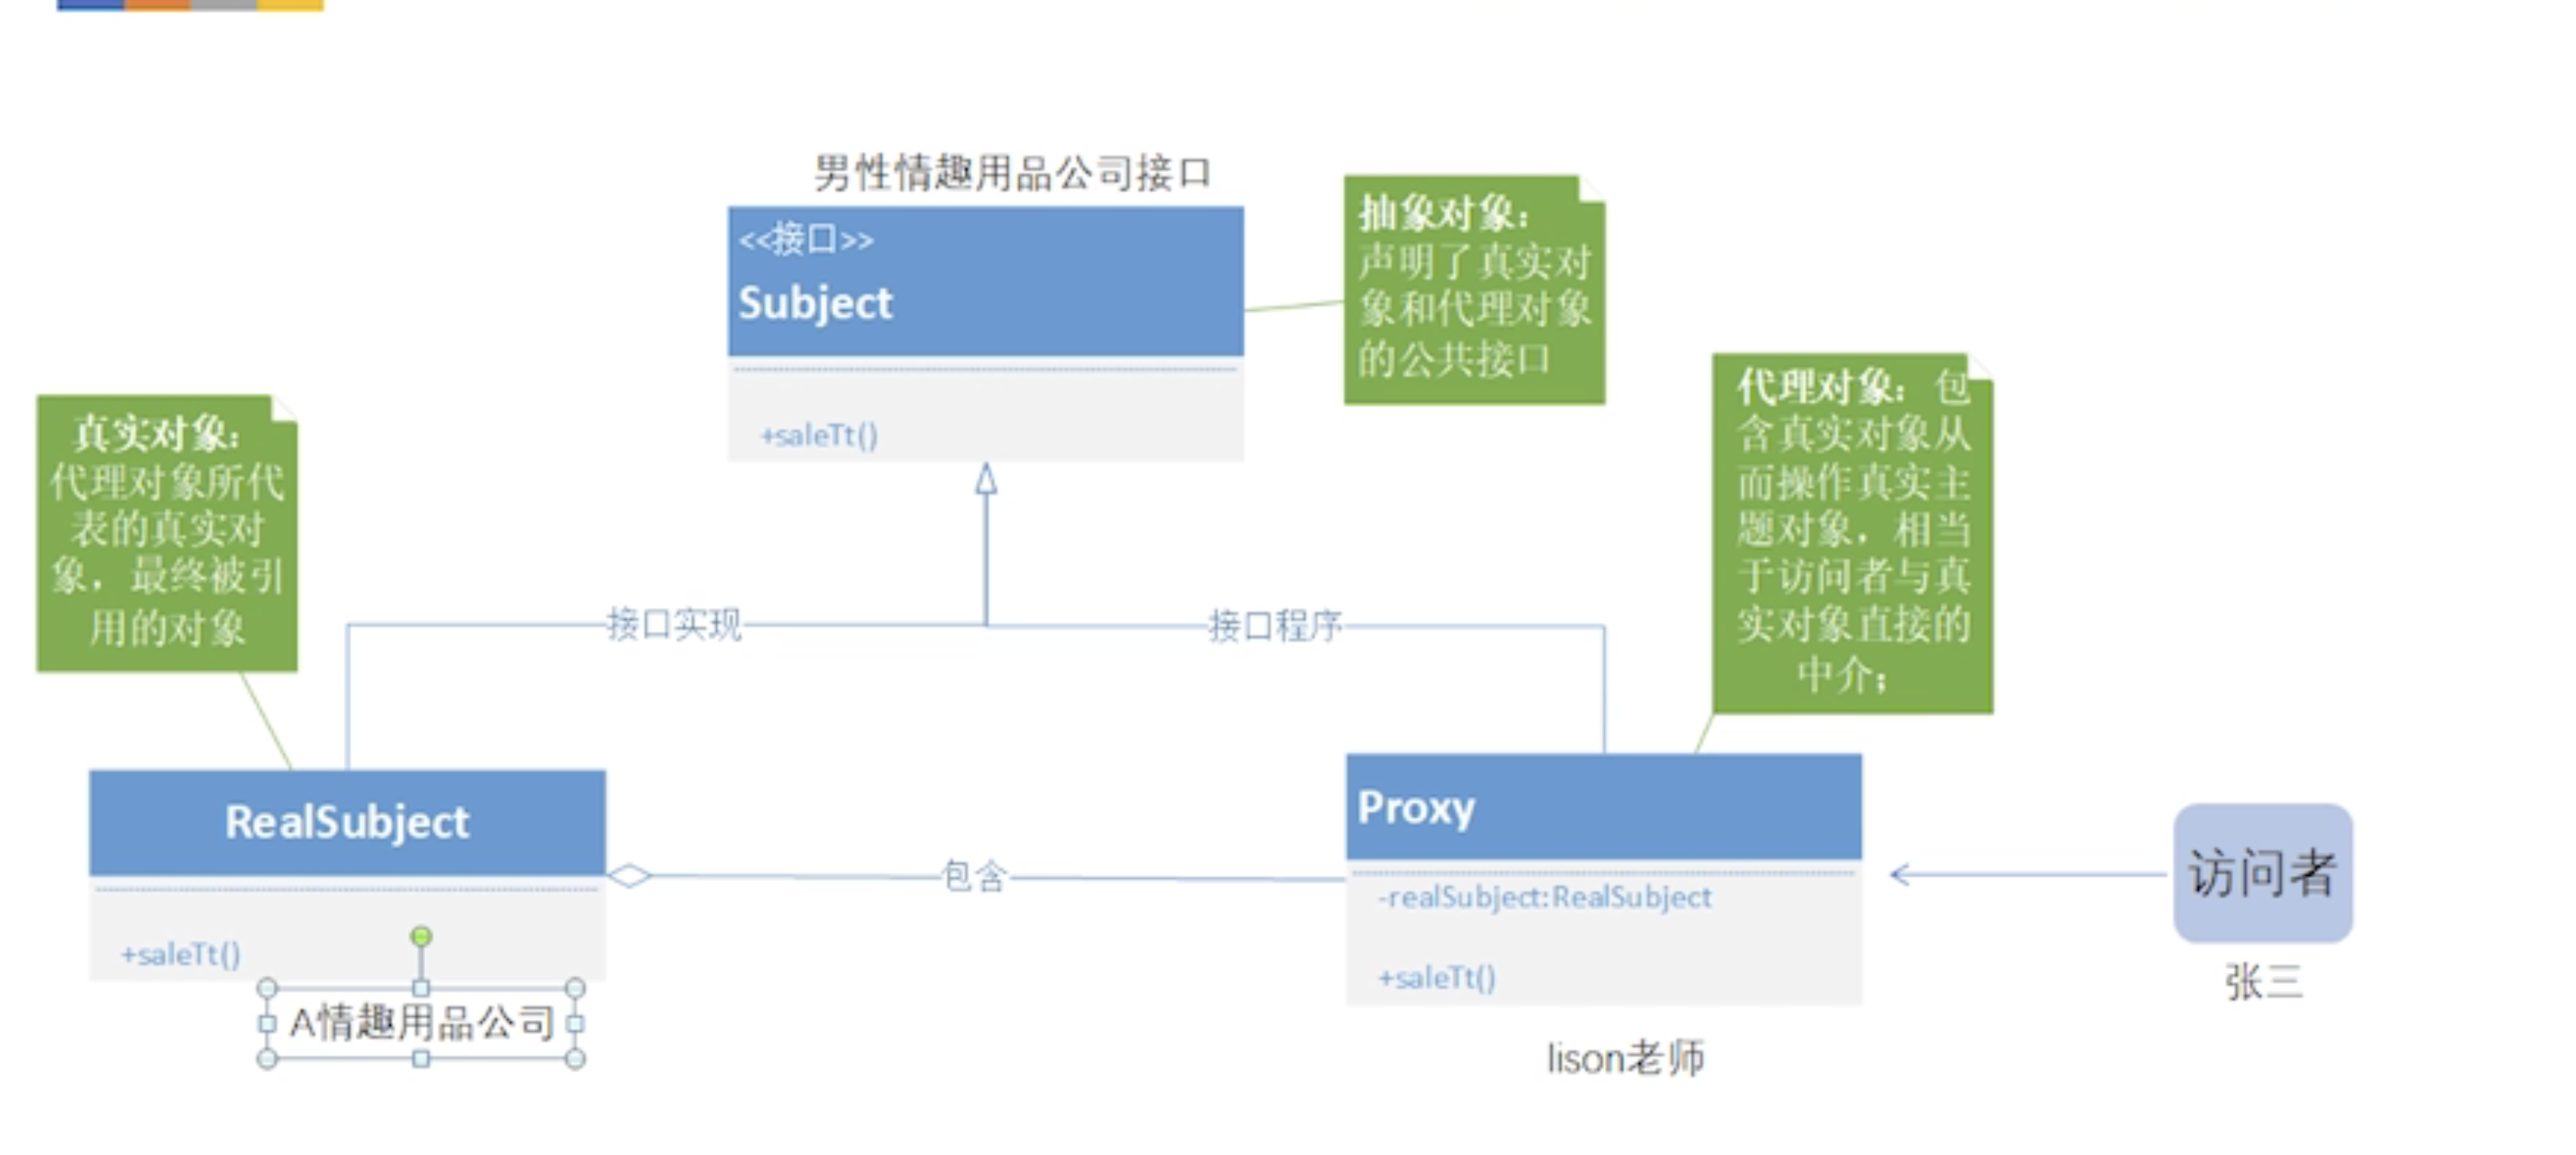 男性情趣用品公司接口
<<接口>>
Subject
+saleTt()
抽象对象：
声明了真实对
象和代理对象
的公共接口
真实对象：
代理对象所代
表的真实对
象，最终被引
用的对象
代理对象：包
含真实对象从
而操作真实主
题对象，相当
于访问者与真
实对象直接的
中介；
接口实现
接口程序
RealSubject
+saleTt()
A情趣用品公司
包含
Proxy
-realSubject:RealSubject
+saleTt()
lison老师
访问者
张三